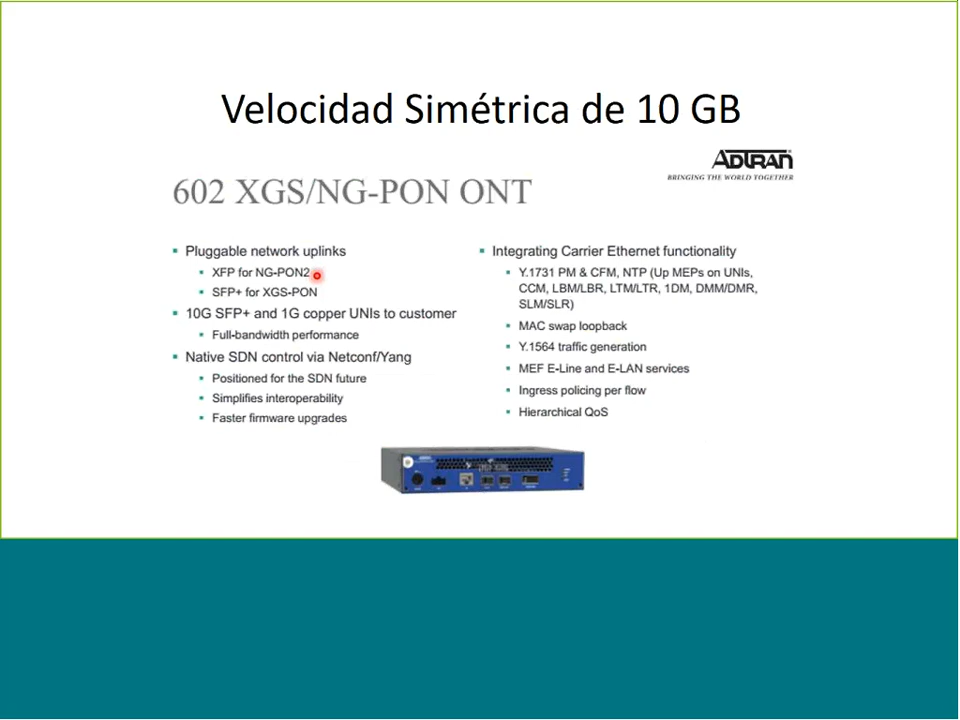 Velocidad Simétrica de 10 GB
ADTRAN
BRINGING THE WORLD TOGETHER
602 XGS/NG-PON ONT
Pluggable network uplinks
XFP for NG-PON2
SFP+ for XGS-PON
10G SFP+ and 1G copper UNIs to customer
Full-bandwidth performance
Native SDN control via Netconf/Yang
Positioned for the SDN future
Simplifies interoperability
Faster firmware upgrades
Integrating Carrier Ethernet functionality
Y.1731 PM & CFM, NTP (Up MEPs on UNIs,
CCM, LBM/LBR, LTM/LTR, 1DM, DMM/DMR,
SLM/SLR)
MAC swap loopback
Y.1564 traffic generation
MEF E-Line and E-LAN services
Ingress policing per flow
Hierarchical QoS